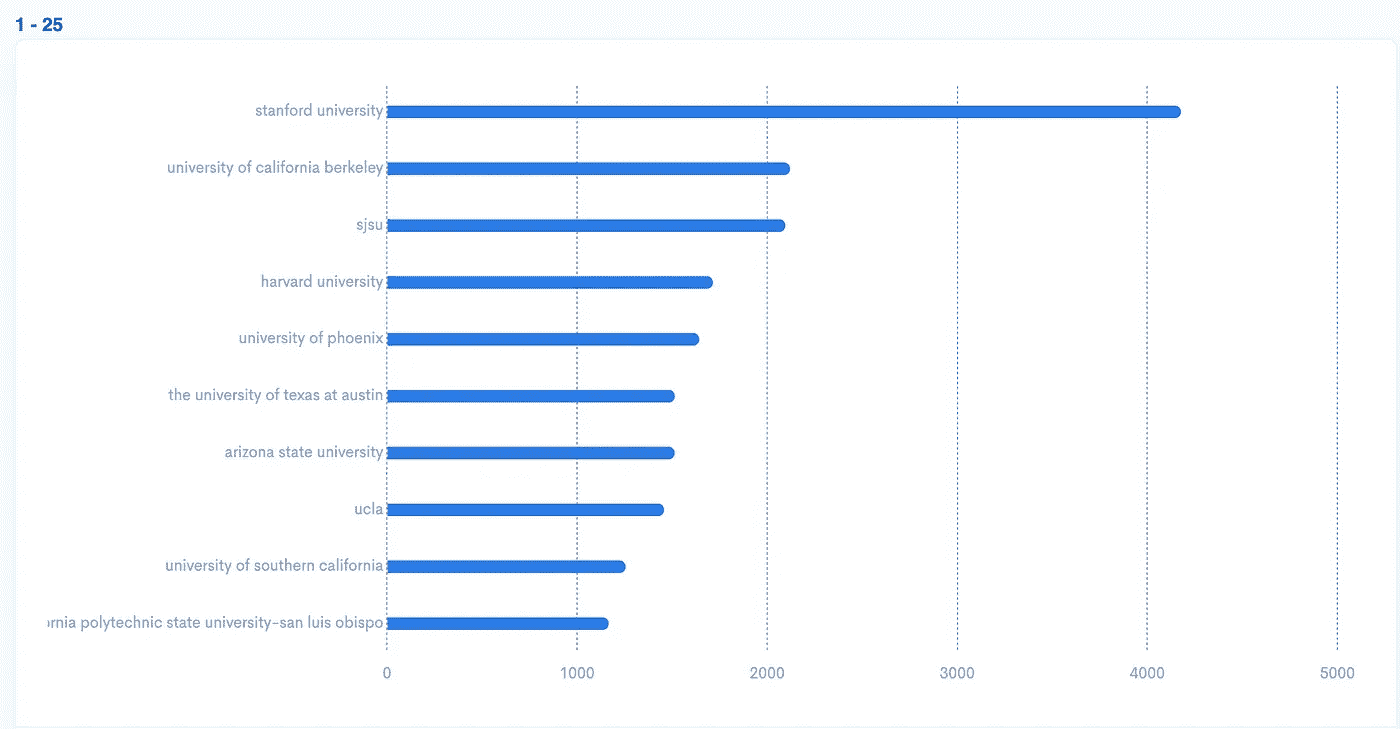 1 - 25
stanford university
university of california berkeley
sjsu
harvard university
university of phoenix
the university of texas at austin
arizona state university
ucla
university of southern california
polytechnic state university-san luis obispo
0 1000 2000 3000 4000 5000